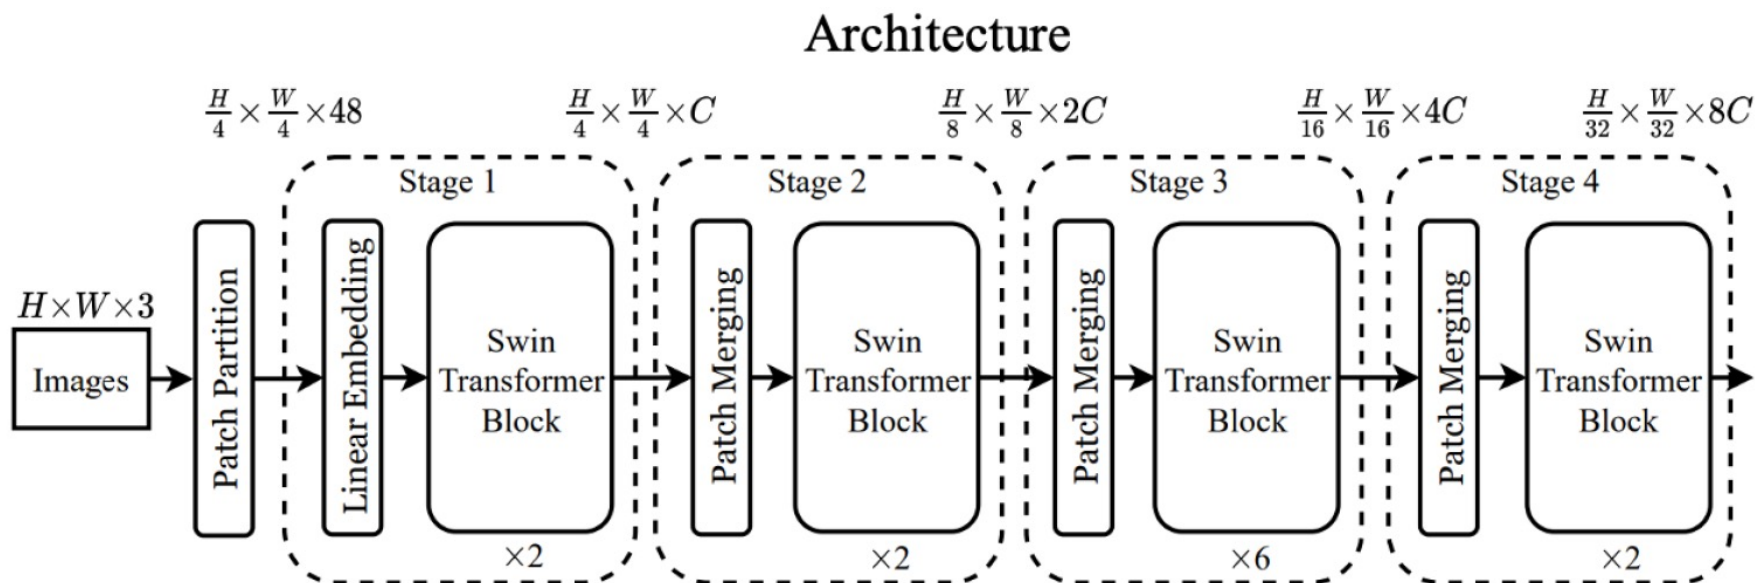 Architecture
H/4 × W/4 × 48
H/4 × W/4 × C
H/8 × W/8 × 2C
H/16 × W/16 × 4C
H/32 × W/32 × 8C
Stage 1
Stage 2
Stage 3
Stage 4
H×W×3
Images
Patch Partition
Linear Embedding
Swin
Transformer
Block
×2
Patch Merging
Swin
Transformer
Block
×2
Patch Merging
Swin
Transformer
Block
×6
Patch Merging
Swin
Transformer
Block
×2